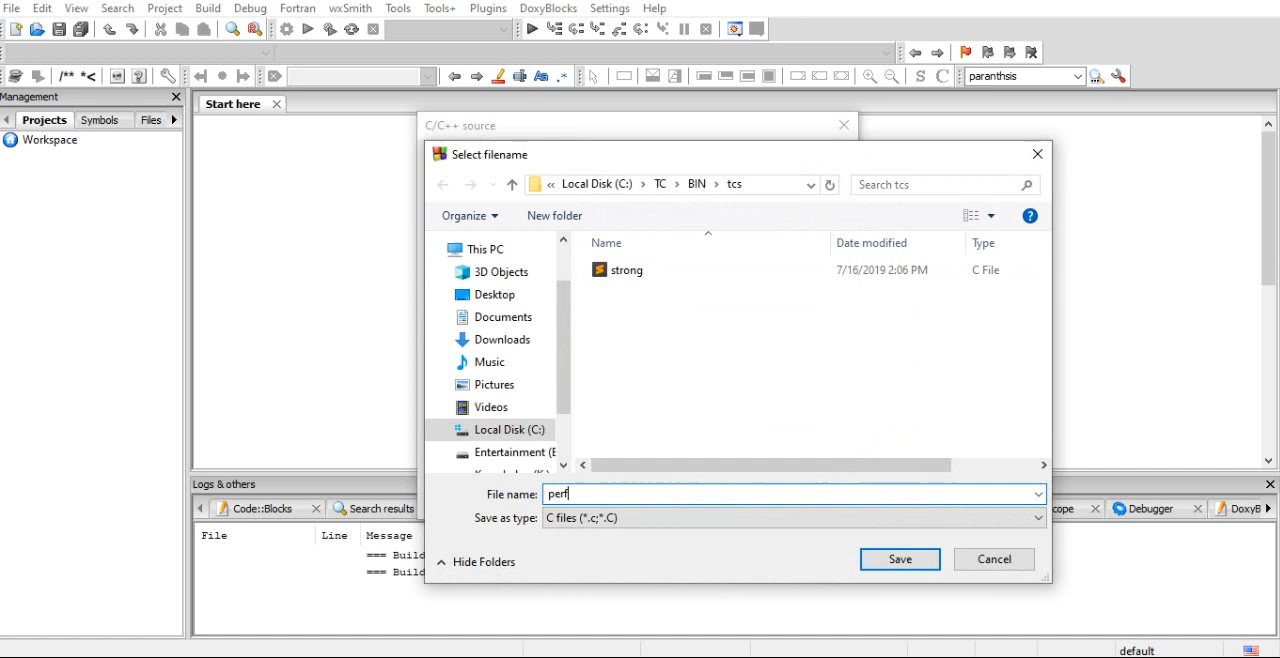 File Edit View Search Project Build Debug Fortran wxSmith Tools Tools+ Plugins DoxyBlocks Settings Help
/** *<
Aa .*
S C paranthsis
Management
Projects Symbols Files
Workspace
Start here
C/C++ source
Select filename
« Local Disk (C:) > TC > BIN > tcs
Search tcs
Organize
New folder
This PC
3D Objects
Desktop
Documents
Downloads
Music
Pictures
Videos
Local Disk (C:)
Entertainment (E
Name Date modified Type
strong 7/16/2019 2:06 PM C File
File name: perf
Save as type: C files (*.c;*.C)
Hide Folders
Save Cancel
Logs & others
Code::Blocks Search results cope Debugger DoxyB
File Line Message
=== Build
=== Build
default